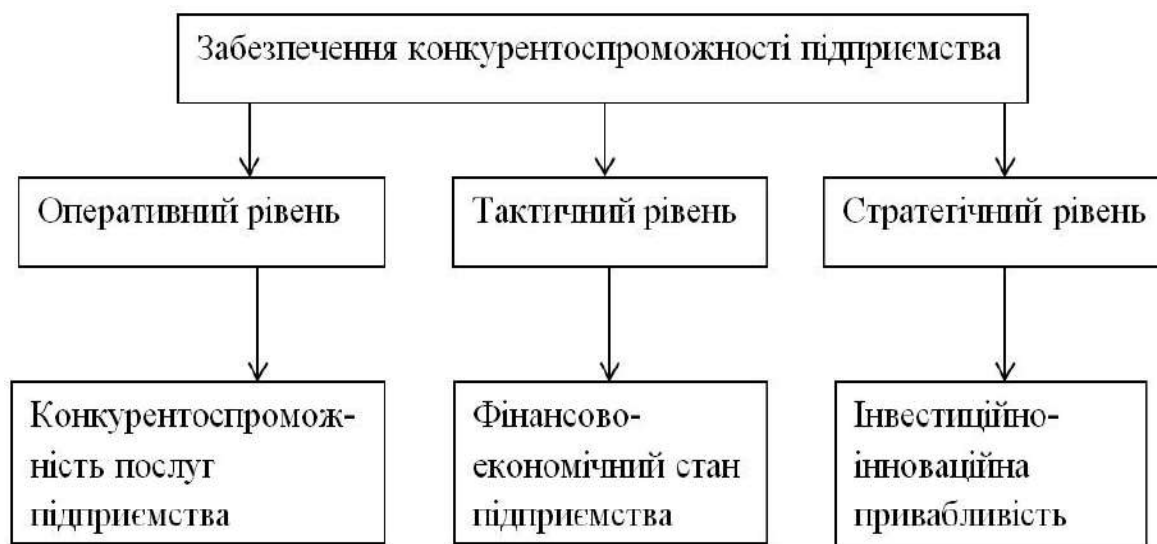 Забезпечення конкурентоспроможності підприємства
Оперативний рівень
Тактичний рівень
Стратегічний рівень
Конкурентоспромож-
ність послуг
підприємства
Фінансово-
економічний стан
підприємства
Інвестиційно-
інноваційна
привабливість